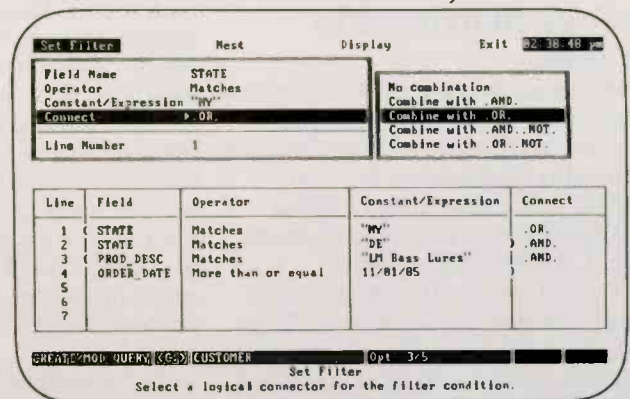 Set Filter Nest Display Exit 02:38:48 pm
Field Name STATE
Operator Matches
Constant/Expression "NY"
Connect ▶.OR.
Line Number 1
No combination
Combine with .AND.
Combine with .OR.
Combine with .AND..NOT.
Combine with .OR..NOT.
Line Field Operator Constant/Expression Connect
1 ( STATE Matches "NY" .OR.
2 STATE Matches "DE" ) .AND.
3 ( PROD_DESC Matches "LM Bass Lures" .AND.
4 ORDER_DATE More than or equal 11/01/85 )
5
6
7
CREATE/MOD QUERY <C:> CUSTOMER Opt 3/5
Set Filter
Select a logical connector for the filter condition.